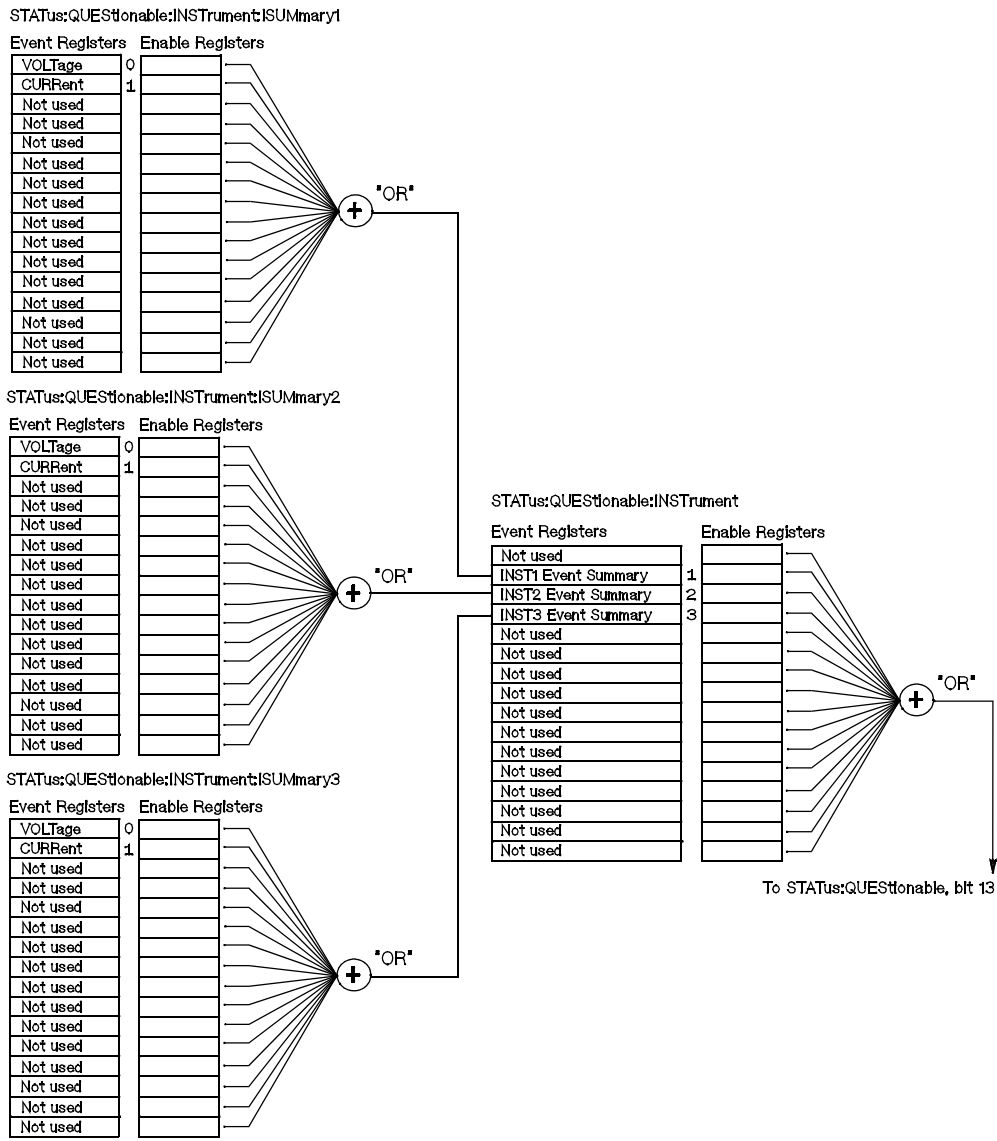 STATus:QUEStionable:INSTrument:ISUMmary1
Event Registers Enable Registers
VOLTage 0
CURRent 1
Not used
Not used
Not used
Not used
Not used
Not used
Not used
Not used
Not used
Not used
Not used
Not used
Not used
Not used
"OR"
+
STATus:QUEStionable:INSTrument:ISUMmary2
Event Registers Enable Registers
VOLTage 0
CURRent 1
Not used
Not used
Not used
Not used
Not used
Not used
Not used
Not used
Not used
Not used
Not used
Not used
Not used
Not used
"OR"
+
STATus:QUEStionable:INSTrument:ISUMmary3
Event Registers Enable Registers
VOLTage 0
CURRent 1
Not used
Not used
Not used
Not used
Not used
Not used
Not used
Not used
Not used
Not used
Not used
Not used
Not used
Not used
"OR"
+
STATus:QUEStionable:INSTrument
Event Registers Enable Registers
Not used
INST1 Event Summary 1
INST2 Event Summary 2
INST3 Event Summary 3
Not used
Not used
Not used
Not used
Not used
Not used
Not used
Not used
Not used
Not used
Not used
Not used
"OR"
+
To STATus:QUEStionable, bit 13